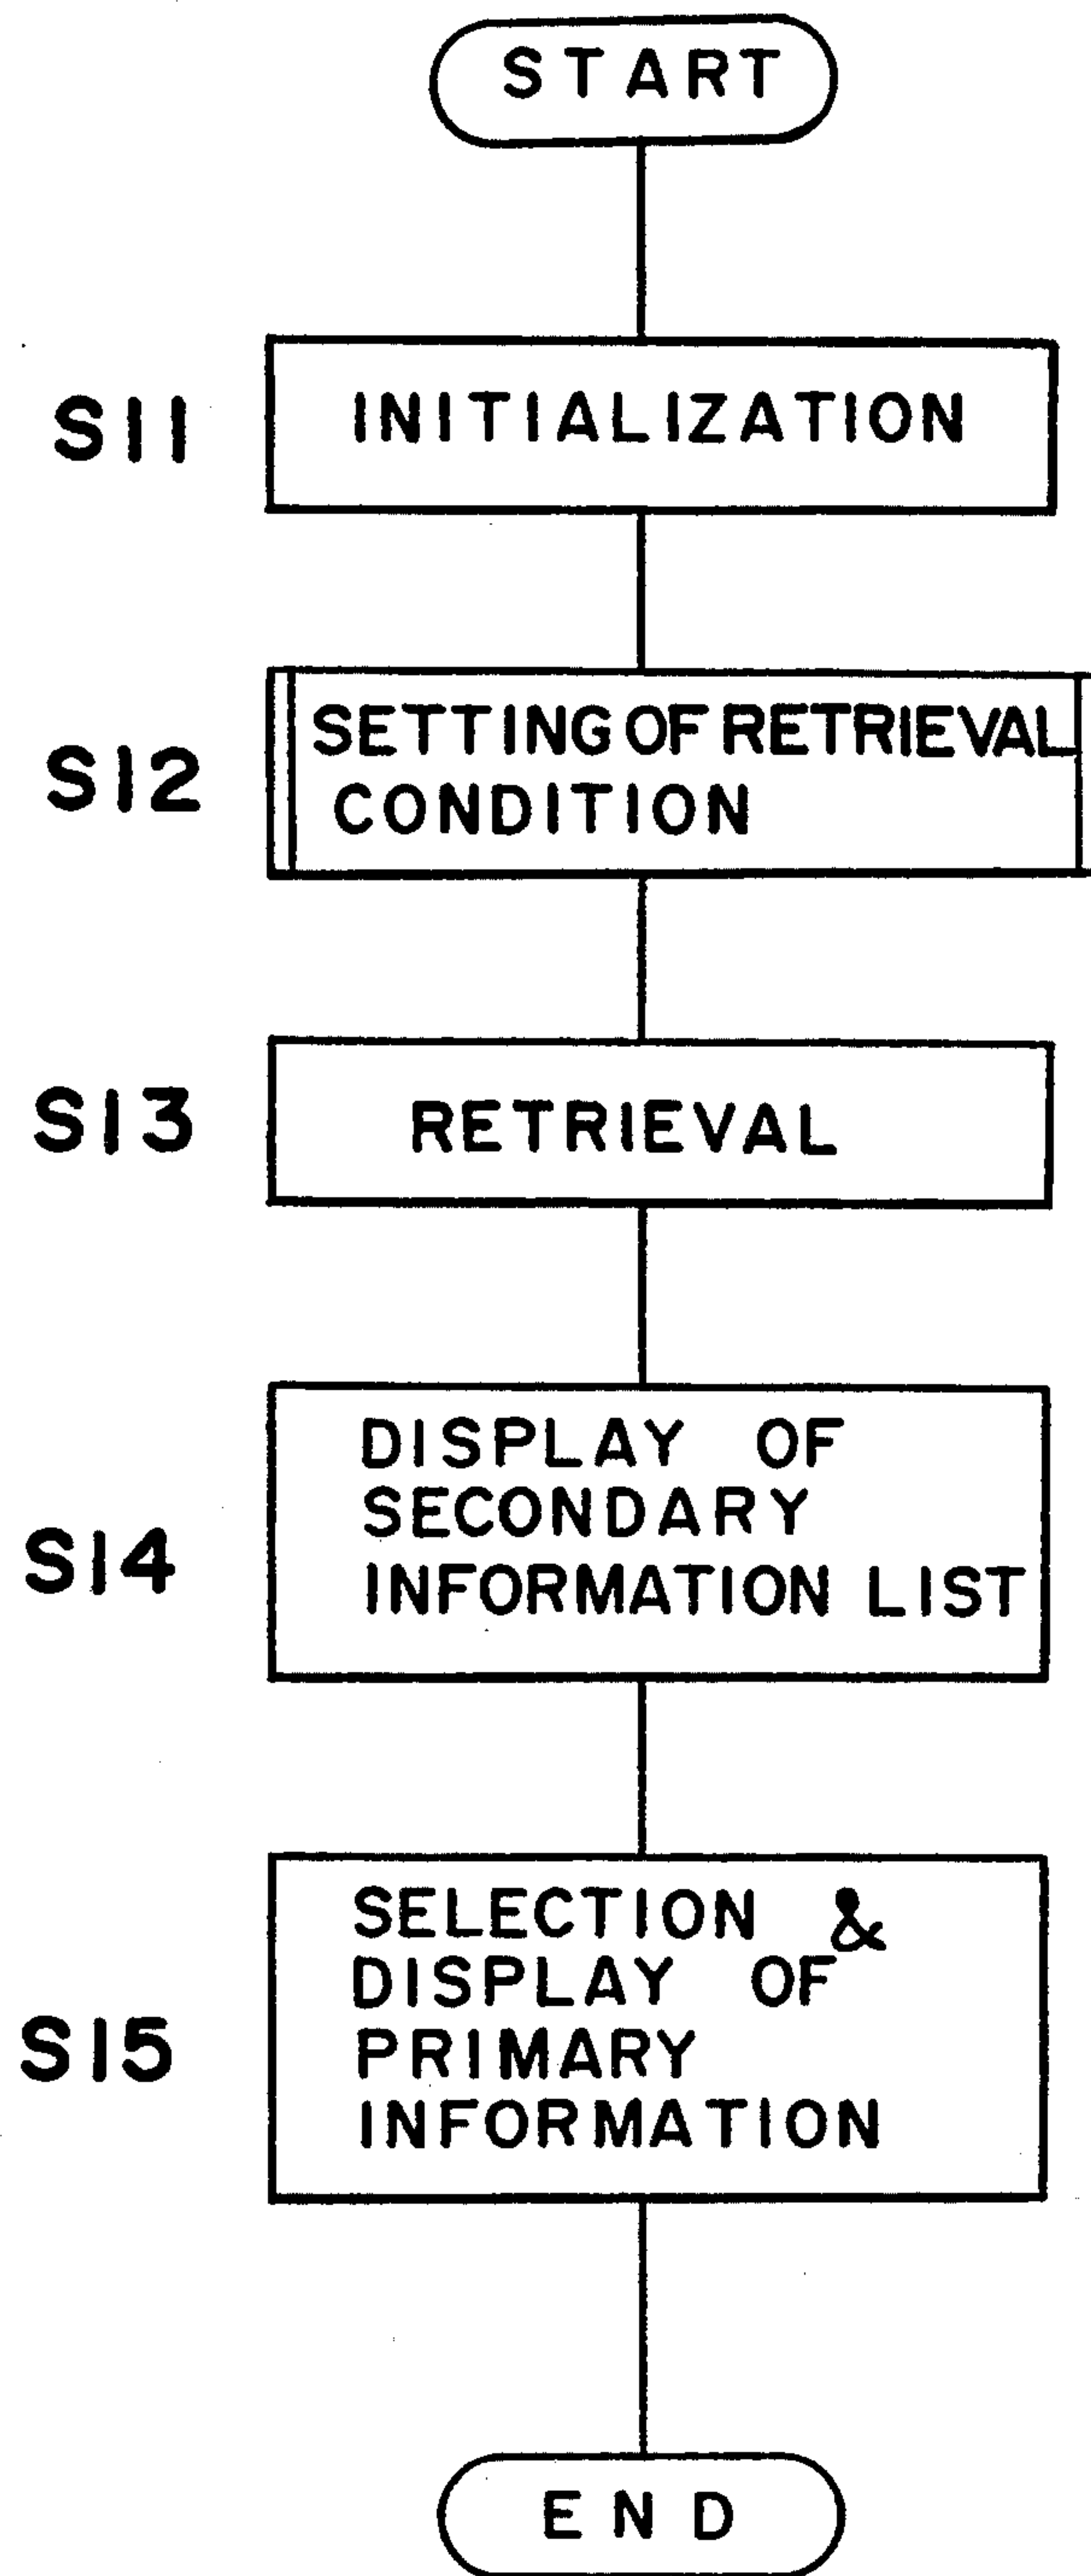 START
S11
INITIALIZATION
S12
SETTING OF RETRIEVAL
CONDITION
S13
RETRIEVAL
S14
DISPLAY OF
SECONDARY
INFORMATION LIST
S15
SELECTION &
DISPLAY OF
PRIMARY
INFORMATION
END